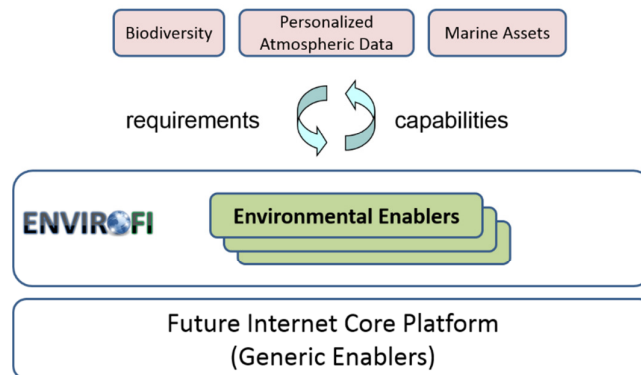 Biodiversity
Personalized
Atmospheric Data
Marine Assets
requirements
capabilities
ENVIROFI
Environmental Enablers
Future Internet Core Platform
(Generic Enablers)